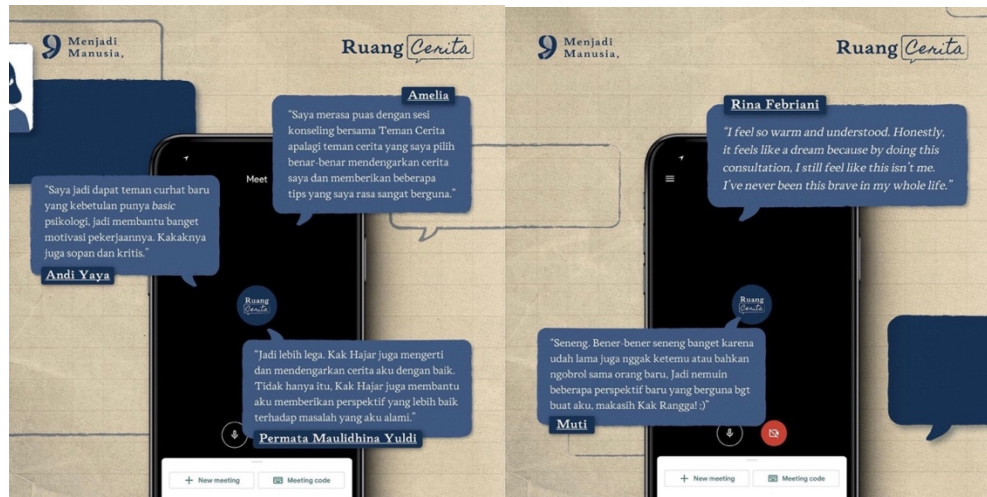 Menjadi
Manusia,
Ruang Cerita
Amelia
"Saya merasa puas dengan sesi
konseling bersama Teman Cerita
apalagi teman cerita yang saya pilih
benar-benar mendengarkan cerita
saya dan memberikan beberapa
tips yang saya rasa sangat berguna."
Meet
"Saya jadi dapat teman curhat baru
yang kebetulan punya basic
psikologi, jadi membantu banget
motivasi pekerjaannya. Kakaknya
juga sopan dan kritis."
Andi Yaya
Ruang
Cerita
"Jadi lebih lega. Kak Hajar juga mengerti
dan mendengarkan cerita aku dengan baik.
Tidak hanya itu, Kak Hajar juga membantu
aku memberikan perspektif yang lebih baik
terhadap masalah yang aku alami."
Permata Maulidhina Yuldi
+ New meeting
Meeting code
Menjadi
Manusia,
Ruang Cerita
Rina Febriani
"I feel so warm and understood. Honestly,
it feels like a dream because by doing this
consultation, I still feel like this isn't me.
I've never been this brave in my whole life."
Ruang
Cerita
"Seneng. Bener-bener seneng banget karena
udah lama juga nggak ketemu atau bahkan
ngobrol sama orang baru, Jadi nemuin
beberapa perspektif baru yang berguna bgt
buat aku, makasih Kak Rangga! :)"
Muti
+ New meeting
Meeting code